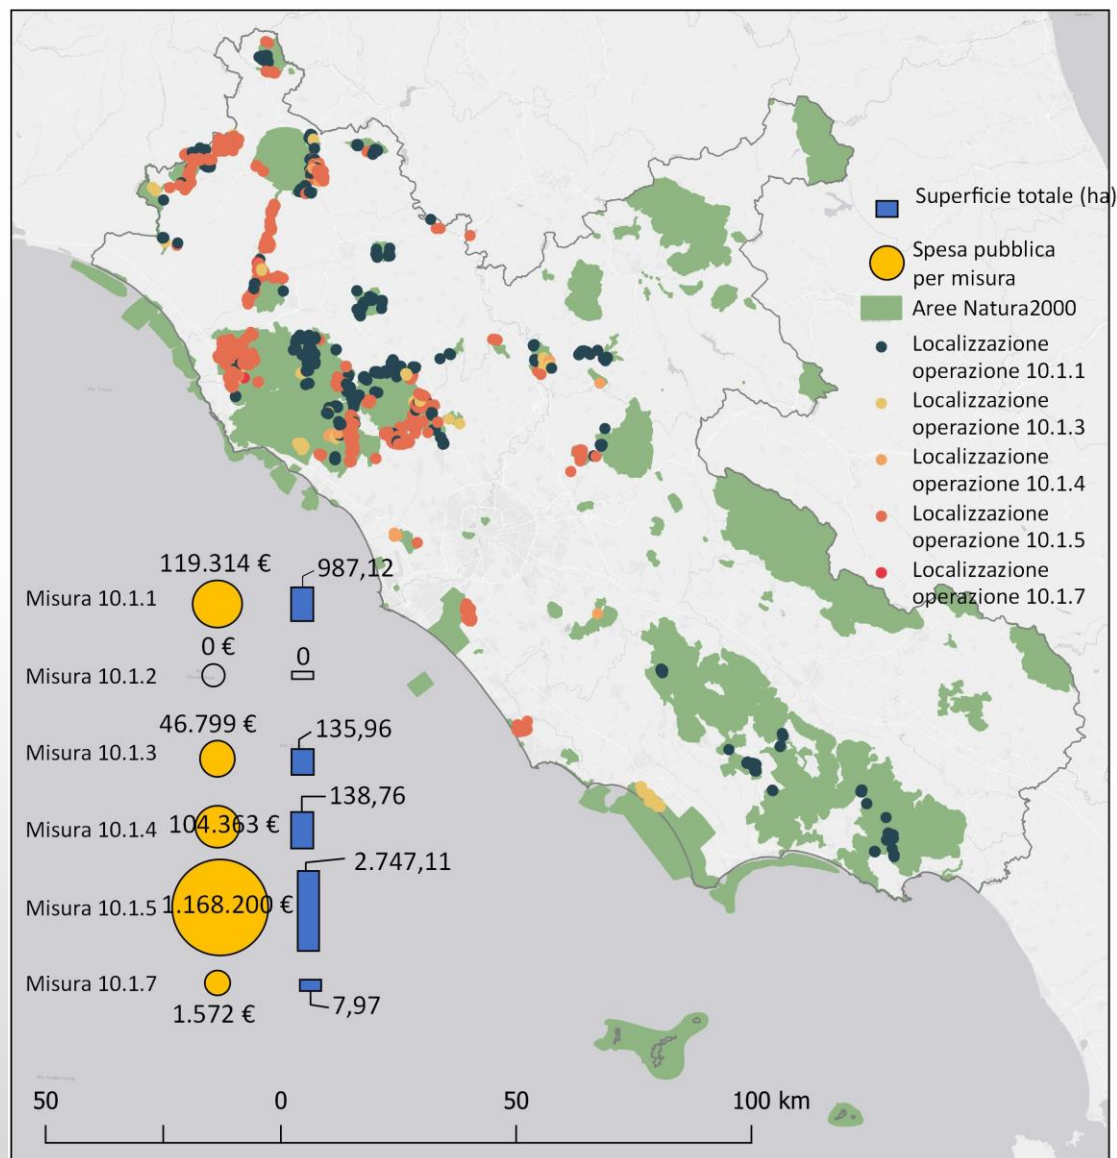 Superficie totale (ha)
Spesa pubblica
per misura
Aree Natura2000
Localizzazione
operazione 10.1.1
Localizzazione
operazione 10.1.3
Localizzazione
operazione 10.1.4
Localizzazione
operazione 10.1.5
Localizzazione
operazione 10.1.7
119.314 €
987,12
Misura 10.1.1
0 €
0
Misura 10.1.2
46.799 €
135,96
Misura 10.1.3
138,76
Misura 10.1.4
104.363 €
2.747,11
Misura 10.1.5
1.168.200 €
Misura 10.1.7
1.572 €
7,97
50 0 50 100 km